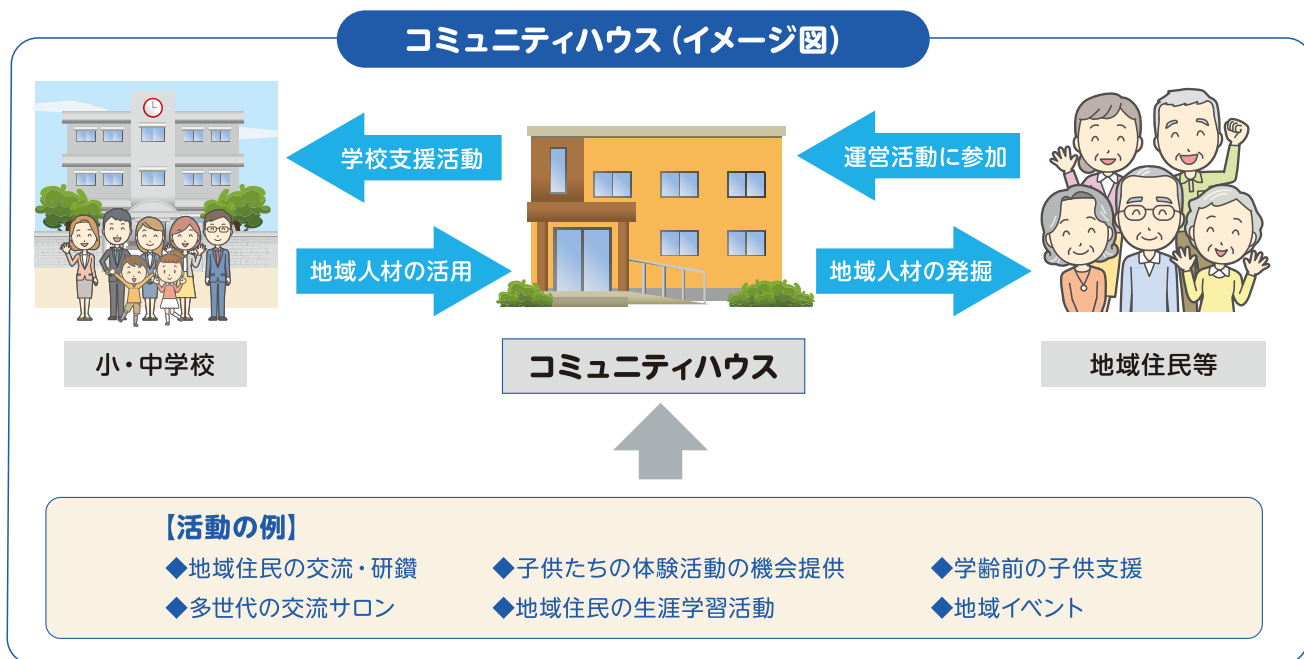 コミュニティハウス（イメージ図）
学校支援活動
運営活動に参加
地域人材の活用
地域人材の発掘
小・中学校
コミュニティハウス
地域住民等
【活動の例】
◆地域住民の交流・研鑽
◆子供たちの体験活動の機会提供
◆学齢前の子供支援
◆多世代の交流サロン
◆地域住民の生涯学習活動
◆地域イベント